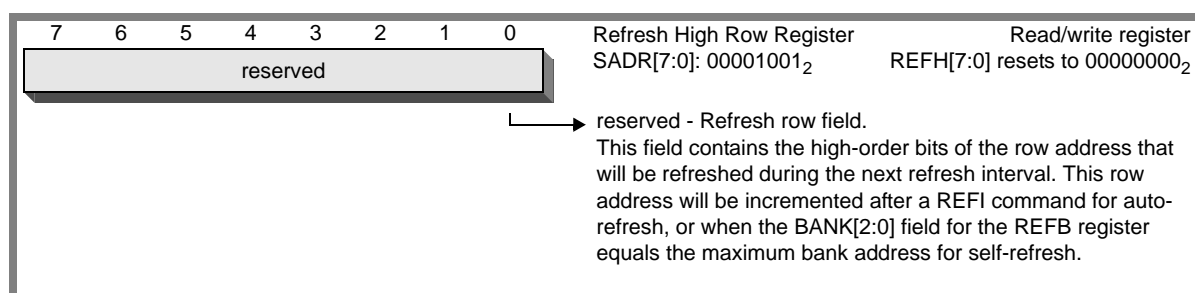 7 6 5 4 3 2 1 0
reserved
Refresh High Row Register Read/write register
SADR[7:0]: 00001001₂ REFH[7:0] resets to 00000000₂
reserved - Refresh row field.
This field contains the high-order bits of the row address that
will be refreshed during the next refresh interval. This row
address will be incremented after a REFI command for auto-
refresh, or when the BANK[2:0] field for the REFB register
equals the maximum bank address for self-refresh.